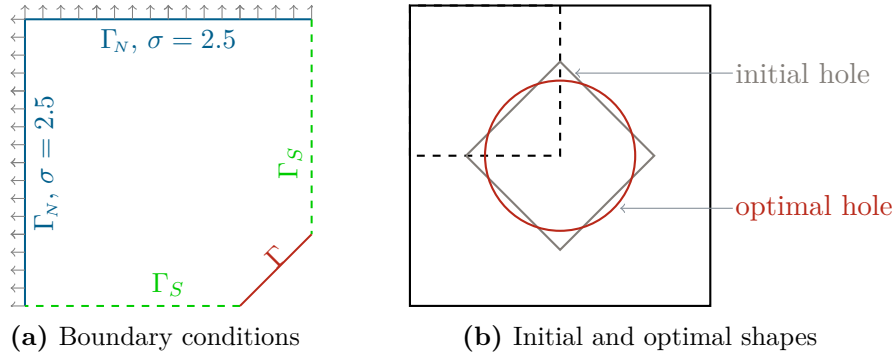 Γ_N, σ = 2.5
Γ_N, σ = 2.5
Γ_S
Γ
Γ_S
(a) Boundary conditions
initial hole
optimal hole
(b) Initial and optimal shapes